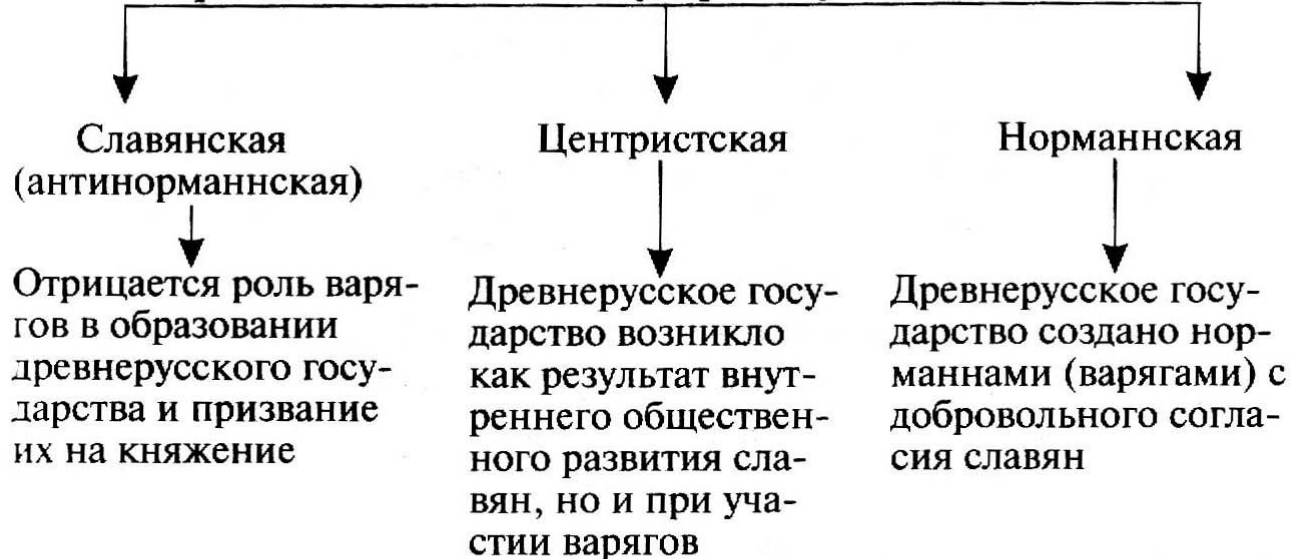 Славянская
(антинорманнская)
Отрицается роль варя-
гов в образовании
древнерусского госу-
дарства и призвание
их на княжение
Центристская
Древнерусское госу-
дарство возникло
как результат внут-
реннего обществен-
ного развития сла-
вян, но и при уча-
стии варягов
Норманнская
Древнерусское госу-
дарство создано нор-
маннами (варягами) с
добровольного согла-
сия славян